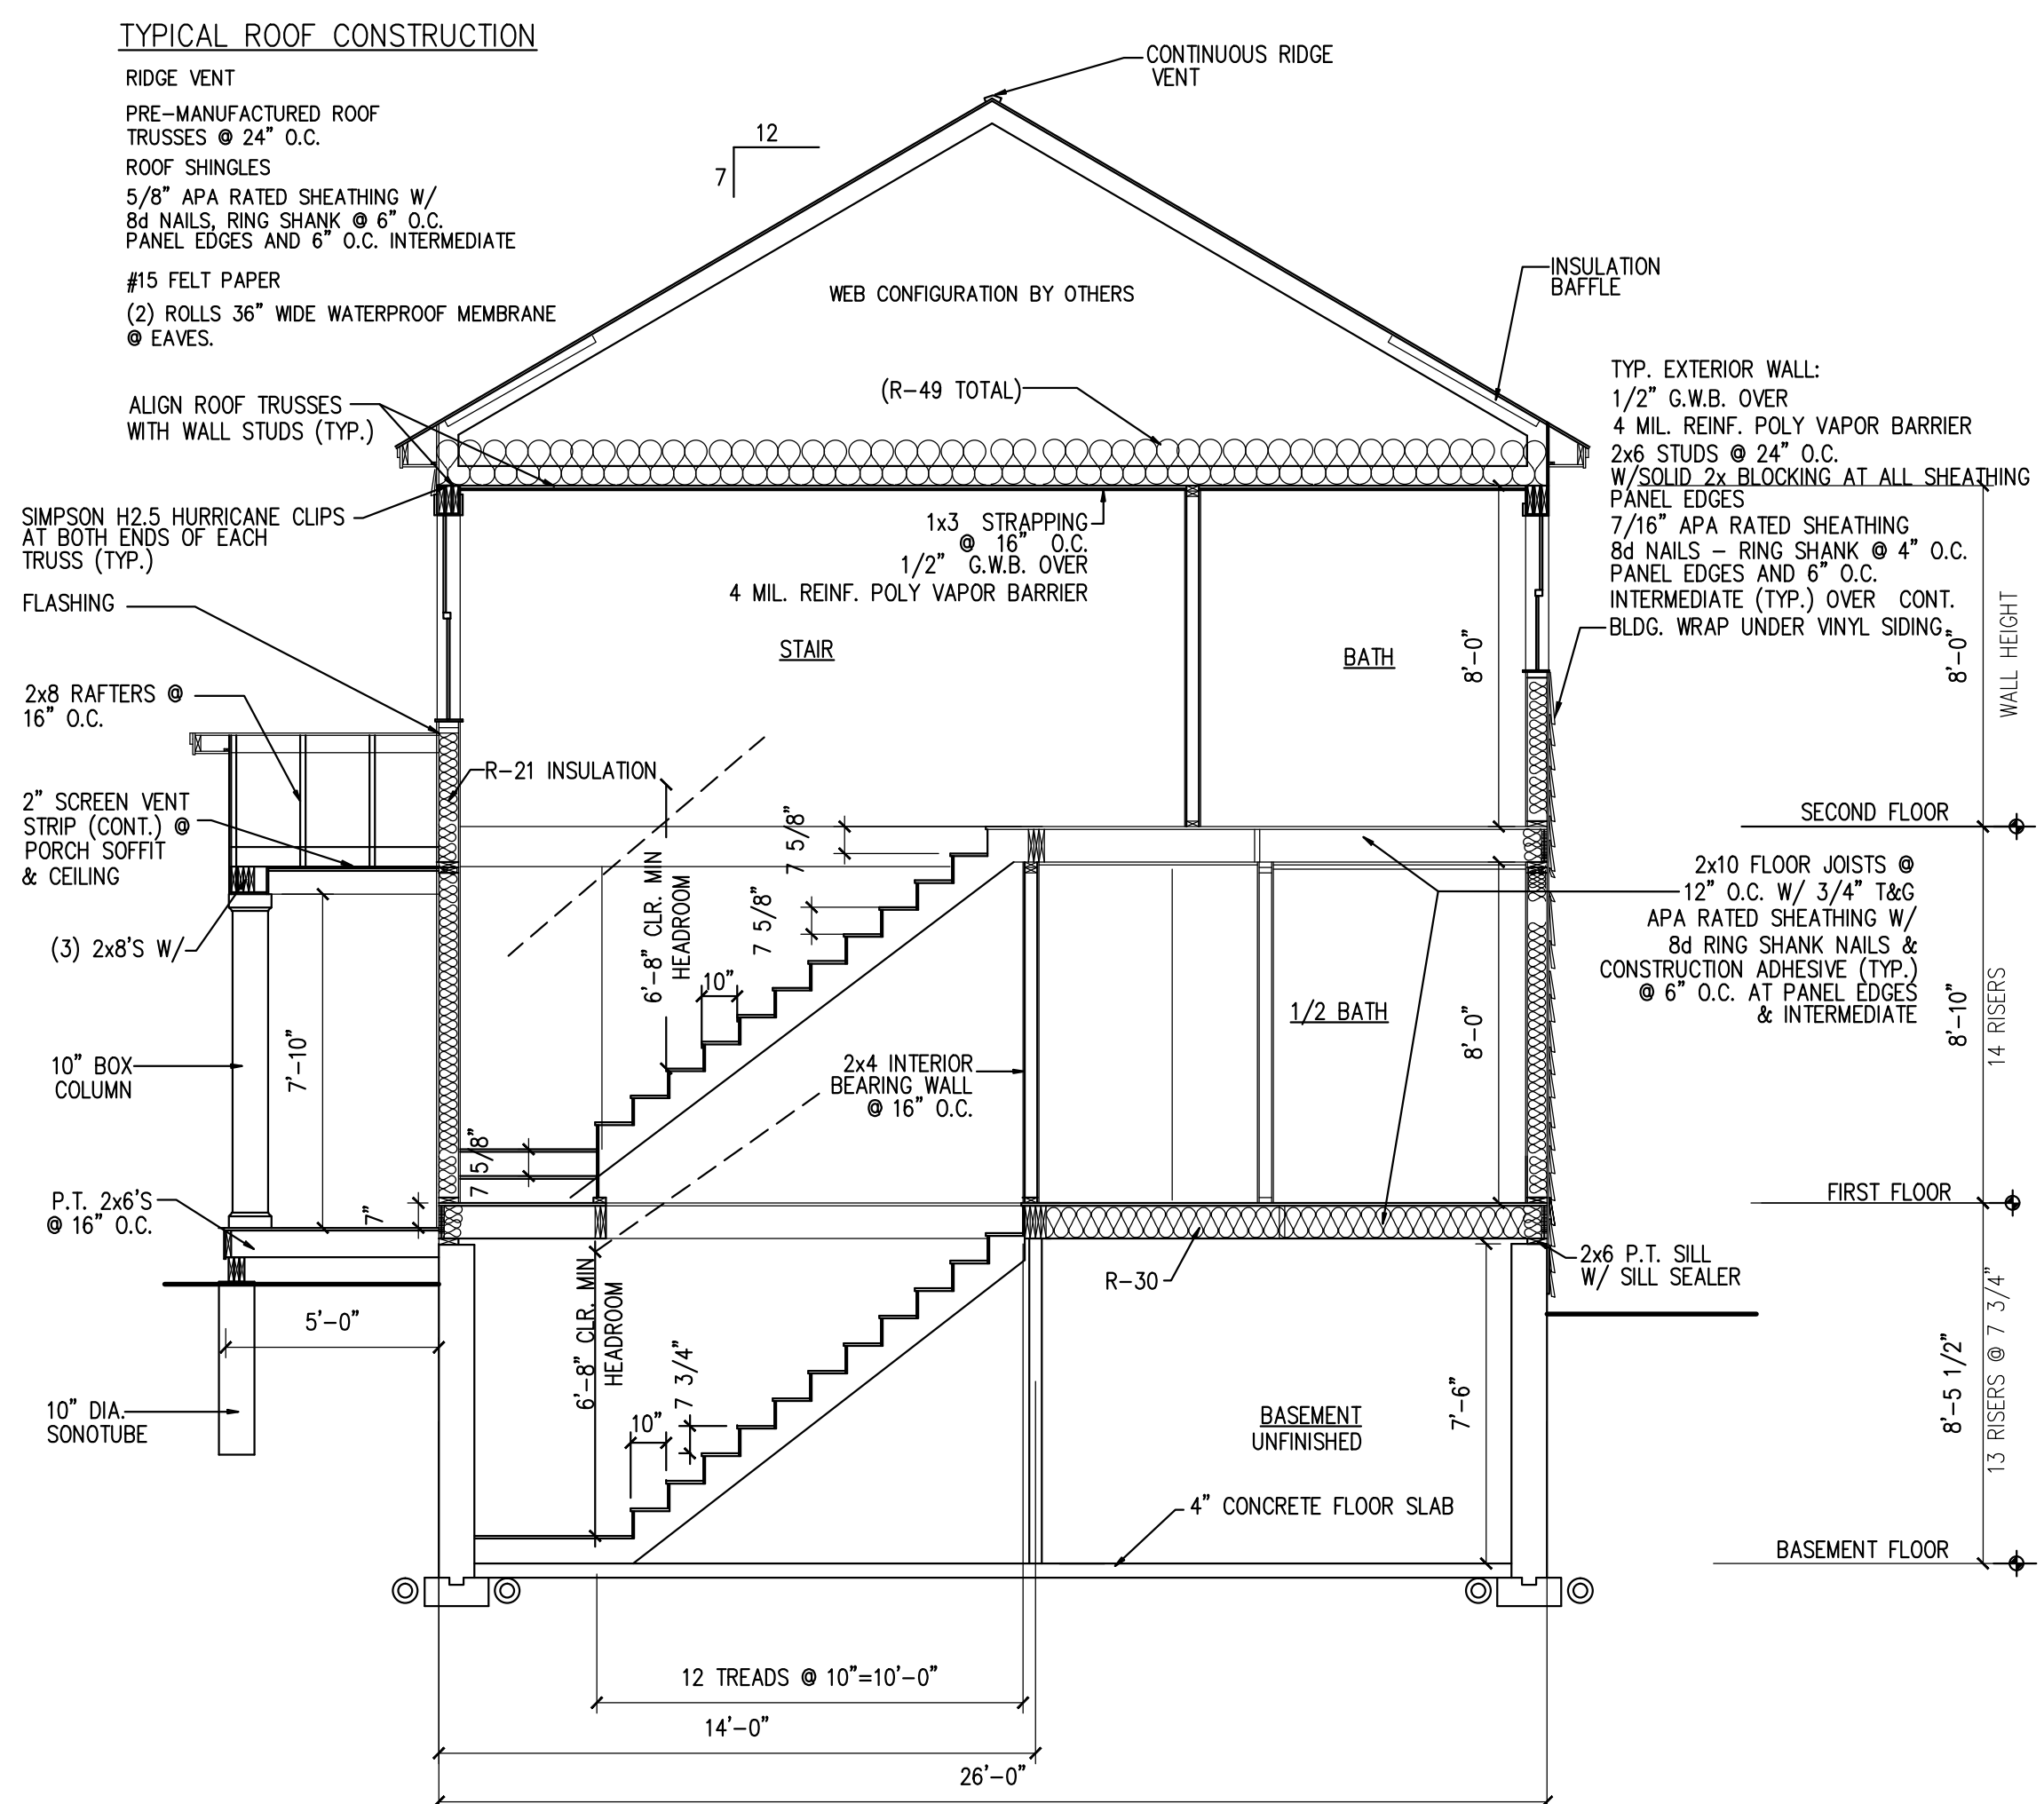 TYPICAL ROOF CONSTRUCTION
RIDGE VENT
PRE-MANUFACTURED ROOF
TRUSSES @ 24" O.C.
ROOF SHINGLES
5/8" APA RATED SHEATHING W/
8d NAILS, RING SHANK @ 6" O.C.
PANEL EDGES AND 6" O.C. INTERMEDIATE
#15 FELT PAPER
(2) ROLLS 36" WIDE WATERPROOF MEMBRANE
@ EAVES.
CONTINUOUS RIDGE
VENT
12
7
WEB CONFIGURATION BY OTHERS
INSULATION
BAFFLE
(R-49 TOTAL)
ALIGN ROOF TRUSSES
WITH WALL STUDS (TYP.)
TYP. EXTERIOR WALL:
1/2" G.W.B. OVER
4 MIL. REINF. POLY VAPOR BARRIER
2x6 STUDS @ 24" O.C.
W/SOLID 2x BLOCKING AT ALL SHEATHING
PANEL EDGES
7/16" APA RATED SHEATHING
8d NAILS - RING SHANK @ 4" O.C.
PANEL EDGES AND 6" O.C.
INTERMEDIATE (TYP.) OVER CONT.
BLDG. WRAP UNDER VINYL SIDING
SIMPSON H2.5 HURRICANE CLIPS
AT BOTH ENDS OF EACH
TRUSS (TYP.)
1x3 STRAPPING
@ 16" O.C.
1/2" G.W.B. OVER
4 MIL. REINF. POLY VAPOR BARRIER
FLASHING
STAIR
BATH
8'-0"
8'-0"
WALL HEIGHT
2x8 RAFTERS @
16" O.C.
R-21 INSULATION
2" SCREEN VENT
STRIP (CONT.) @
PORCH SOFFIT
& CEILING
(3) 2x8'S W/
7 5/8"
7 5/8"
6'-8" CLR. MIN
HEADROOM
10"
SECOND FLOOR
2x10 FLOOR JOISTS @
12" O.C. W/ 3/4" T&G
APA RATED SHEATHING W/
8d RING SHANK NAILS &
CONSTRUCTION ADHESIVE (TYP.)
@ 6" O.C. AT PANEL EDGES
& INTERMEDIATE
8'-10"
14 RISERS
1/2 BATH
8'-0"
10" BOX
COLUMN
7'-10"
2x4 INTERIOR
BEARING WALL
@ 16" O.C.
7 5/8"
P.T. 2x6'S
@ 16" O.C.
7"
FIRST FLOOR
2x6 P.T. SILL
W/ SILL SEALER
R-30
5'-0"
6'-8" CLR. MIN
HEADROOM
7 3/4"
10"
10" DIA.
SONOTUBE
BASEMENT
UNFINISHED
7'-6"
8'-5 1/2"
13 RISERS @ 7 3/4"
4" CONCRETE FLOOR SLAB
BASEMENT FLOOR
12 TREADS @ 10"=10'-0"
14'-0"
26'-0"